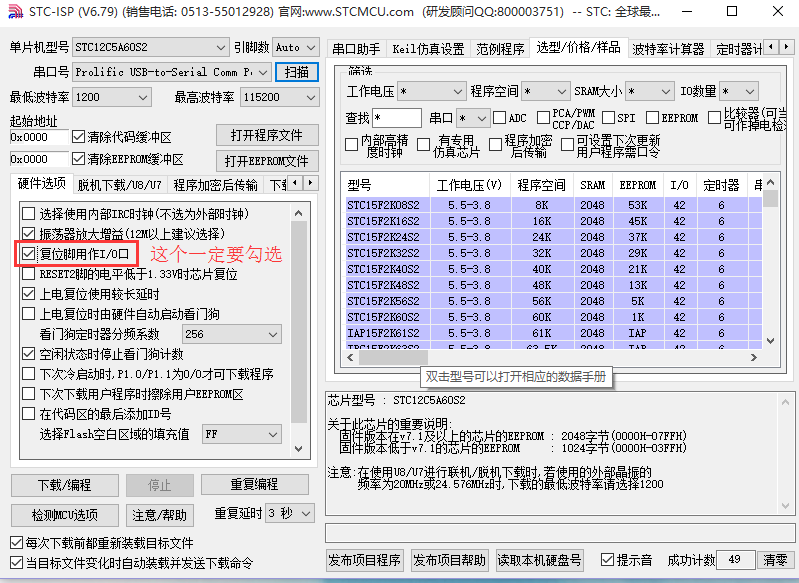 STC-ISP (V6.79) (销售电话: 0513-55012928) 官网:www.STCMCU.com (研发顾问QQ:800003751) -- STC: 全球最...
单片机型号 STC12C5A60S2 引脚数 Auto
串口号 Prolific USB-to-Serial Comm P 扫描
最低波特率 1200 最高波特率 115200
起始地址
0x0000 清除代码缓冲区 打开程序文件
0x0000 清除EEPROM缓冲区 打开EEPROM文件
硬件选项 脱机下载/U8/U7 程序加密后传输
选择使用内部IRC时钟(不选为外部时钟)
振荡器放大增益(12M以上建议选择)
复位脚用作I/O口 这个一定要勾选
RESET2脚的电平低于1.33V时芯片复位
上电复位使用较长延时
上电复位时由硬件自动启动看门狗
看门狗定时器分频系数 256
空闲状态时停止看门狗计数
下次冷启动时,P1.0/P1.1为0/0才可下载程序
下次下载用户程序时擦除用户EEPROM区
在代码区的最后添加ID号
选择Flash空白区域的填充值 FF
下载/编程 停止 重复编程
检测MCU选项 注意/帮助 重复延时 3 秒
每次下载前都重新装载目标文件
当目标文件变化时自动装载并发送下载命令
串口助手 Keil仿真设置 范例程序 选型/价格/样品 波特率计算器 定时器计
筛选
工作电压 * 程序空间 * SRAM大小 * IO数量 *
查找 * 串口 * ADC PCA/PWM CCP/DAC SPI EEPROM 比较器(可当 可作掉电检
内部高精度时钟 有专用仿真芯片 程序加密后传输 可设置下次更新用户程序需口令
型号 工作电压(V) 程序空间 SRAM EEPROM I/O 定时器 串
STC15F2K08S2 5.5-3.8 8K 2048 53K 42 6
STC15F2K16S2 5.5-3.8 16K 2048 45K 42 6
STC15F2K24S2 5.5-3.8 24K 2048 37K 42 6
STC15F2K32S2 5.5-3.8 32K 2048 29K 42 6
STC15F2K40S2 5.5-3.8 40K 2048 21K 42 6
STC15F2K48S2 5.5-3.8 48K 2048 13K 42 6
STC15F2K56S2 5.5-3.8 56K 2048 5K 42 6
STC15F2K60S2 5.5-3.8 60K 2048 1K 42 6
IAP15F2K61S2 5.5-3.8 61K 2048 IAP 42 6
双击型号可以打开相应的数据手册
芯片型号 : STC12C5A60S2
关于此芯片的重要说明:
固件版本在v7.1及以上的芯片的EEPROM : 2048字节(0000H-07FFH)
固件版本低于v7.1的芯片的EEPROM : 1024字节(0000H-03FFH)
注意:在使用U8/U7进行联机/脱机下载时,若使用的外部晶振的
频率为20MHz或24.576MHz时,下载的最低波特率请选择1200
发布项目程序 发布项目帮助 读取本机硬盘号 提示音 成功计数 49 清零